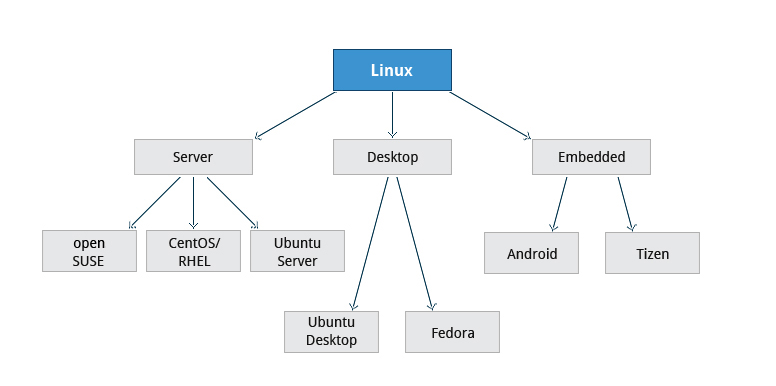 Linux
Server
Desktop
Embedded
open
SUSE
CentOS/
RHEL
Ubuntu
Server
Android
Tizen
Ubuntu
Desktop
Fedora